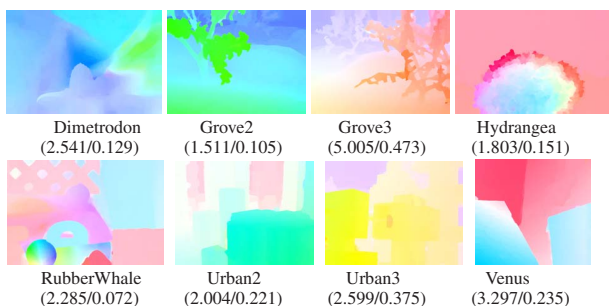 Dimetrodon Grove2 Grove3 Hydrangea
(2.541/0.129) (1.511/0.105) (5.005/0.473) (1.803/0.151)
RubberWhale Urban2 Urban3 Venus
(2.285/0.072) (2.004/0.221) (2.599/0.375) (3.297/0.235)